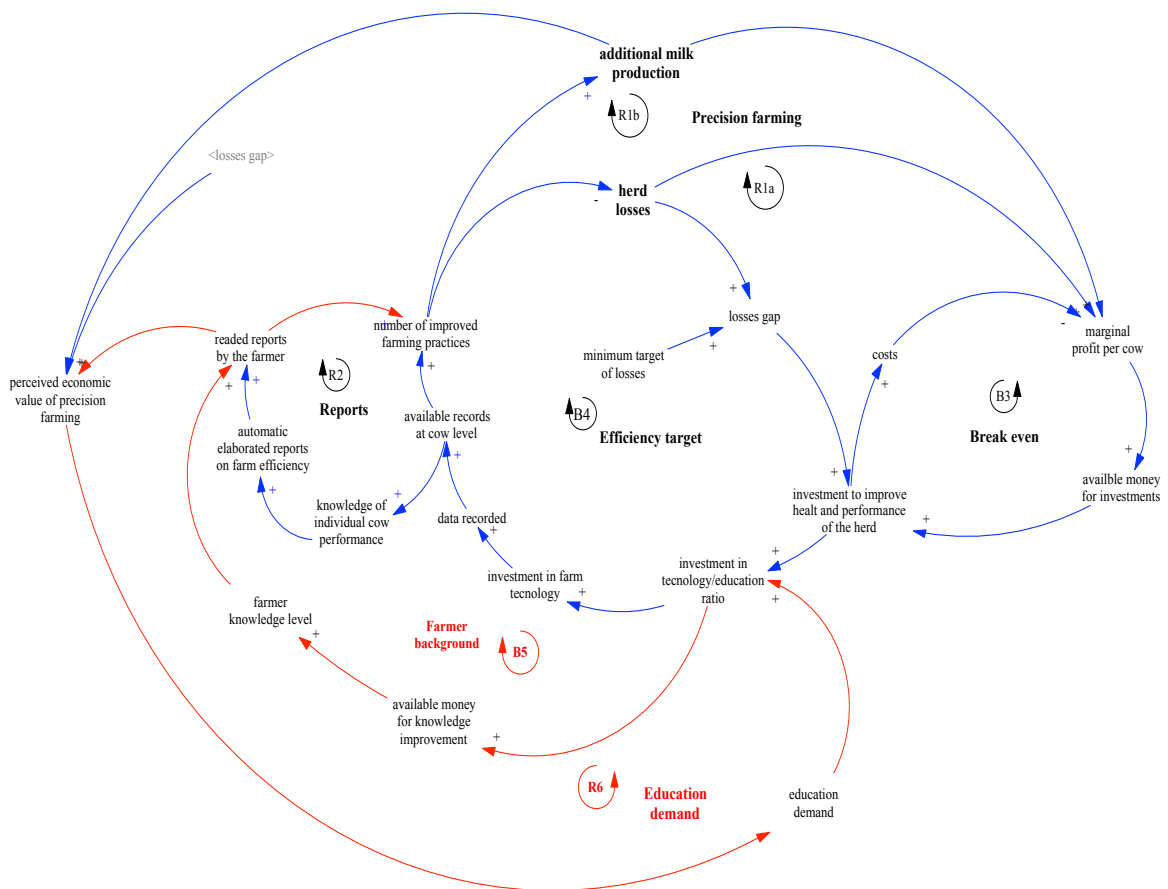 additional milk
production
R1b
Precision farming
<losses gap>
herd
losses
R1a
+
-
+
losses gap
number of improved
farming practices
+
readed reports
by the farmer
+
+
+
perceived economic
value of precision
farming
+
R2
Reports
minimum target
of losses
+
costs
+
-
+
marginal
profit per cow
B3
Break even
available records
at cow level
+
B4
Efficiency target
automatic
elaborated reports
on farm efficiency
+
knowledge of
individual cow
performance
+
data recorded
+
+
investment to improve
healt and performance
of the herd
+
+
availble money
for investments
investment in farm
tecnology
+
investment in
tecnology/education
ratio
+
+
farmer
knowledge level
+
Farmer
background
B5
available money
for knowledge
improvement
+
R6
Education
demand
education
demand